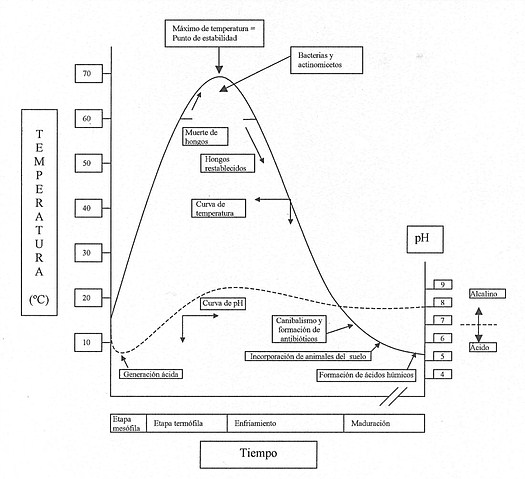 Máximo de temperatura =
Punto de estabilidad
Bacterias y
actinomicetos
70
60
50
40
30
20
10
TEMPERATURA
(ºC)
Muerte de
hongos
Hongos
restablecidos
Curva de
temperatura
pH
9
8
7
6
5
4
Alcalino
Acido
Curva de pH
Canibalismo y
formación de
antibióticos
Incorporación de animales del suelo
Generación ácida
Formación de ácidos húmicos
Etapa
mesófila
Etapa termófila
Enfriamiento
Maduración
Tiempo